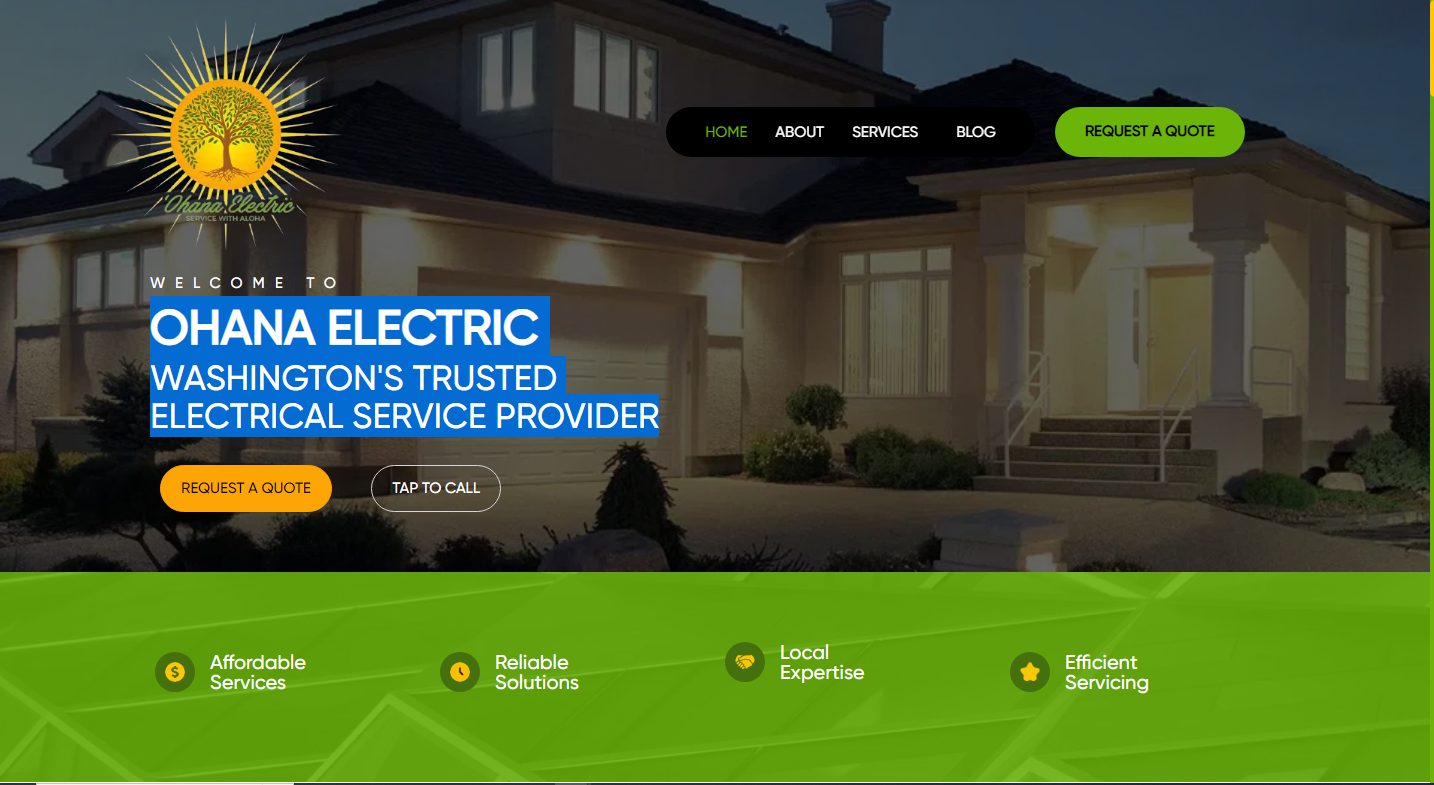 'Ohana Electric
SERVICE WITH ALOHA
HOME ABOUT SERVICES BLOG REQUEST A QUOTE
WELCOME TO
OHANA ELECTRIC
WASHINGTON'S TRUSTED
ELECTRICAL SERVICE PROVIDER
REQUEST A QUOTE TAP TO CALL
$
Affordable
Services
Reliable
Solutions
Local
Expertise
Efficient
Servicing